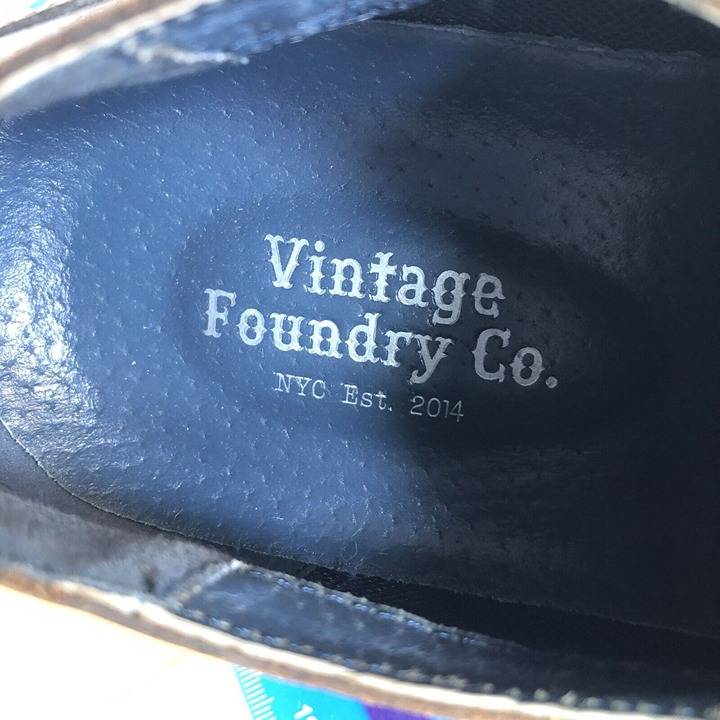 Vintage
Foundry Co.
NYC Est. 2014